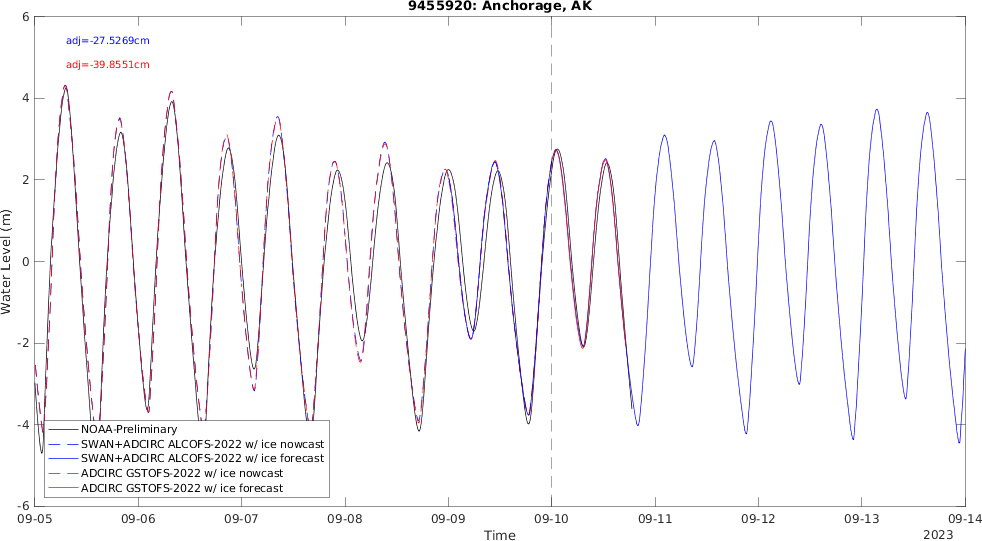 9455920: Anchorage, AK
adj=-27.5269cm
adj=-39.8551cm
6
4
2
0
-2
-4
-6
Water Level (m)
NOAA-Preliminary
SWAN+ADCIRC ALCOFS-2022 w/ ice nowcast
SWAN+ADCIRC ALCOFS-2022 w/ ice forecast
ADCIRC GSTOFS-2022 w/ ice nowcast
ADCIRC GSTOFS-2022 w/ ice forecast
09-05 09-06 09-07 09-08 09-09 09-10 09-11 09-12 09-13 09-14
Time
2023